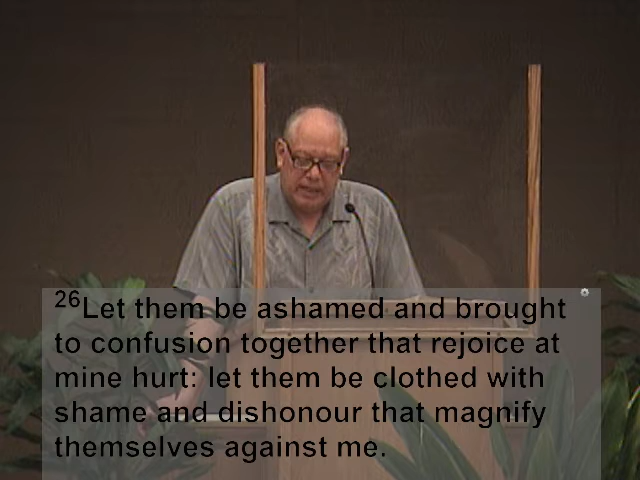 26Let them be ashamed and brought
to confusion together that rejoice at
mine hurt: let them be clothed with
shame and dishonour that magnify
themselves against me.